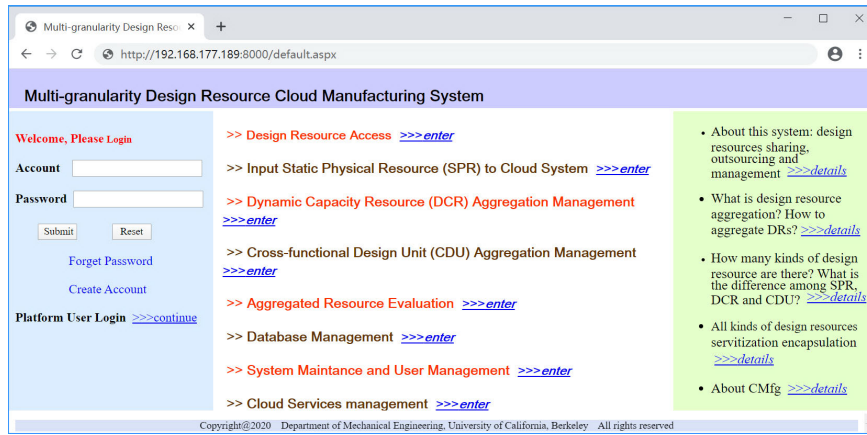 Multi-granularity Design Reso
http://192.168.177.189:8000/default.aspx
Multi-granularity Design Resource Cloud Manufacturing System
Welcome, Please Login
Account
Password
Submit Reset
Forget Password
Create Account
Platform User Login >>>continue
>> Design Resource Access >>>enter
>> Input Static Physical Resource (SPR) to Cloud System >>>enter
>> Dynamic Capacity Resource (DCR) Aggregation Management
>>>enter
>> Cross-functional Design Unit (CDU) Aggregation Management
>>>enter
>> Aggregated Resource Evaluation >>>enter
>> Database Management >>>enter
>> System Maintance and User Management >>>enter
>> Cloud Services management >>>enter
• About this system: design
resources sharing,
outsourcing and
management >>>details
• What is design resource
aggregation? How to
aggregate DRs? >>>details
• How many kinds of design
resource are there? What is
the difference among SPR,
DCR and CDU? >>>details
• All kinds of design resources
servitization encapsulation
>>>details
• About CMfg >>>details
Copyright@2020 Department of Mechanical Engineering, University of California, Berkeley All rights reserved